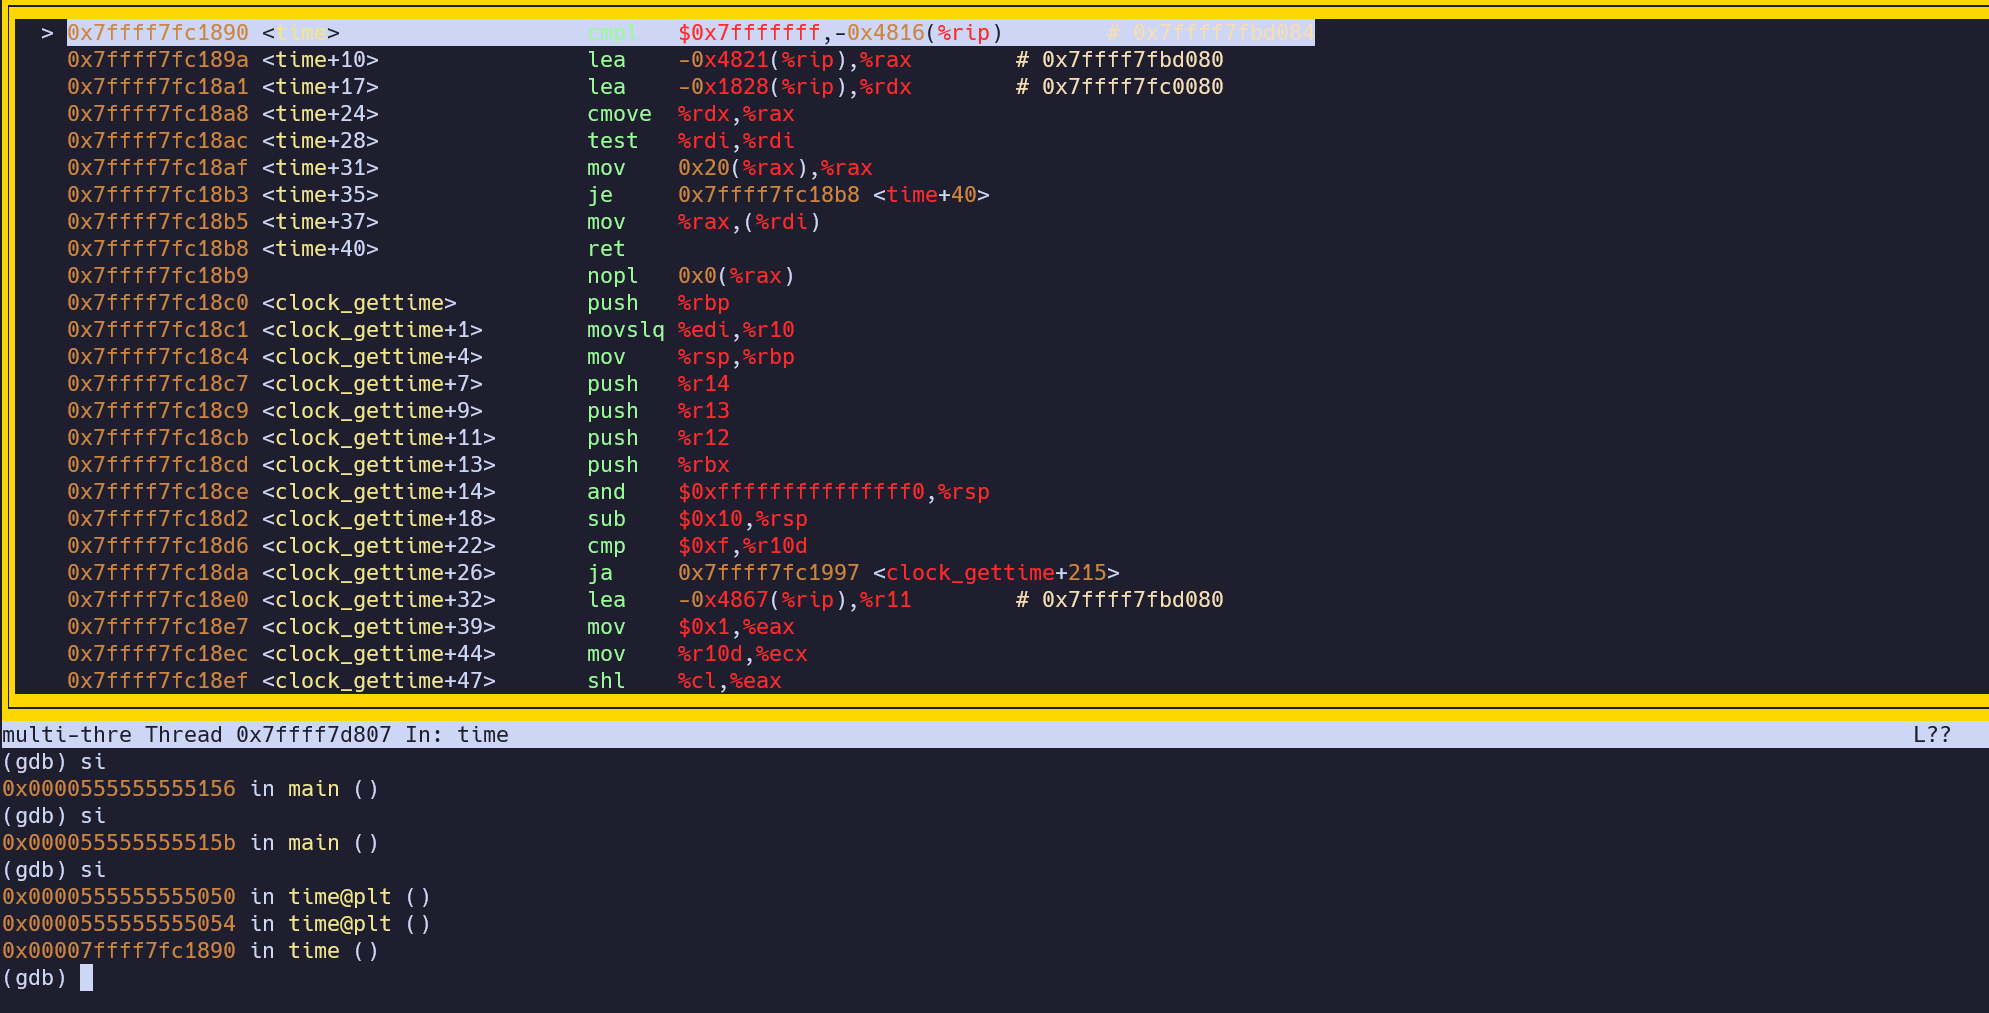 > 0x7ffff7fc1890 <time> cmpl $0x7fffffff,-0x4816(%rip) # 0x7ffff7fbd084
0x7ffff7fc189a <time+10> lea -0x4821(%rip),%rax # 0x7ffff7fbd080
0x7ffff7fc18a1 <time+17> lea -0x1828(%rip),%rdx # 0x7ffff7fc0080
0x7ffff7fc18a8 <time+24> cmove %rdx,%rax
0x7ffff7fc18ac <time+28> test %rdi,%rdi
0x7ffff7fc18af <time+31> mov 0x20(%rax),%rax
0x7ffff7fc18b3 <time+35> je 0x7ffff7fc18b8 <time+40>
0x7ffff7fc18b5 <time+37> mov %rax,(%rdi)
0x7ffff7fc18b8 <time+40> ret
0x7ffff7fc18b9 nopl 0x0(%rax)
0x7ffff7fc18c0 <clock_gettime> push %rbp
0x7ffff7fc18c1 <clock_gettime+1> movslq %edi,%r10
0x7ffff7fc18c4 <clock_gettime+4> mov %rsp,%rbp
0x7ffff7fc18c7 <clock_gettime+7> push %r14
0x7ffff7fc18c9 <clock_gettime+9> push %r13
0x7ffff7fc18cb <clock_gettime+11> push %r12
0x7ffff7fc18cd <clock_gettime+13> push %rbx
0x7ffff7fc18ce <clock_gettime+14> and $0xfffffffffffffff0,%rsp
0x7ffff7fc18d2 <clock_gettime+18> sub $0x10,%rsp
0x7ffff7fc18d6 <clock_gettime+22> cmp $0xf,%r10d
0x7ffff7fc18da <clock_gettime+26> ja 0x7ffff7fc1997 <clock_gettime+215>
0x7ffff7fc18e0 <clock_gettime+32> lea -0x4867(%rip),%r11 # 0x7ffff7fbd080
0x7ffff7fc18e7 <clock_gettime+39> mov $0x1,%eax
0x7ffff7fc18ec <clock_gettime+44> mov %r10d,%ecx
0x7ffff7fc18ef <clock_gettime+47> shl %cl,%eax
multi-thre Thread 0x7ffff7d807 In: time L??
(gdb) si
0x0000555555555156 in main ()
(gdb) si
0x000055555555515b in main ()
(gdb) si
0x0000555555555050 in time@plt ()
0x0000555555555054 in time@plt ()
0x00007ffff7fc1890 in time ()
(gdb)